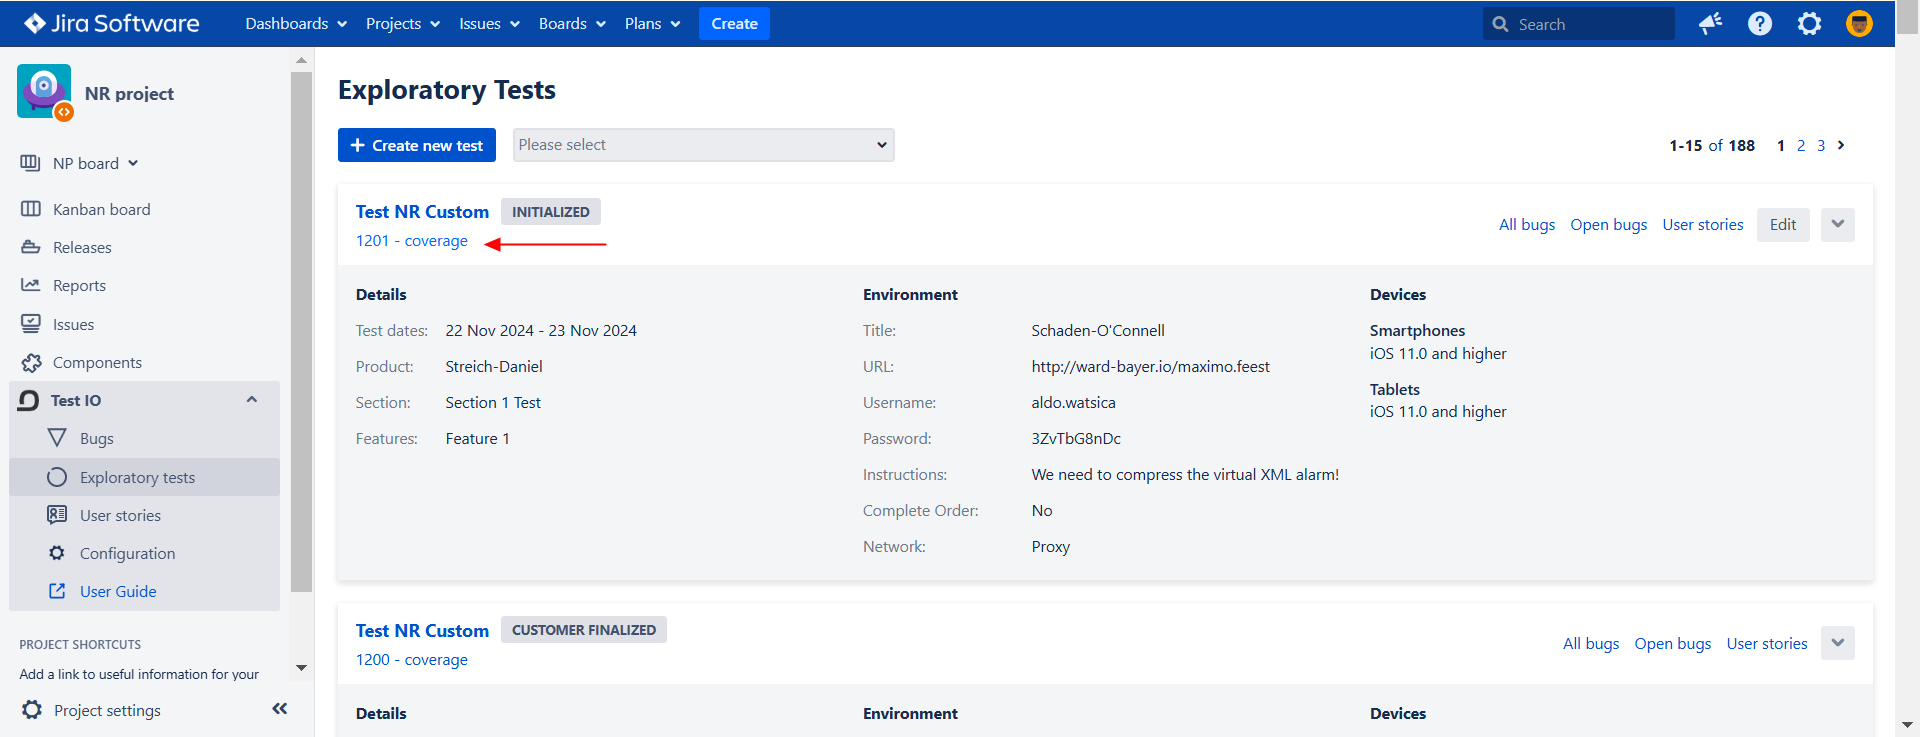 Jira Software Dashboards Projects Issues Boards Plans Create Search
NR project
NP board
Kanban board
Releases
Reports
Issues
Components
Test IO
Bugs
Exploratory tests
User stories
Configuration
User Guide
PROJECT SHORTCUTS
Add a link to useful information for your
Project settings
Exploratory Tests
+ Create new test Please select 1-15 of 188 1 2 3
Test NR Custom INITIALIZED
1201 - coverage
All bugs Open bugs User stories Edit
Details
Test dates: 22 Nov 2024 - 23 Nov 2024
Product: Streich-Daniel
Section: Section 1 Test
Features: Feature 1
Environment
Title: Schaden-O'Connell
URL: http://ward-bayer.io/maximo.feest
Username: aldo.watsica
Password: 3ZvTbG8nDc
Instructions: We need to compress the virtual XML alarm!
Complete Order: No
Network: Proxy
Devices
Smartphones
iOS 11.0 and higher
Tablets
iOS 11.0 and higher
Test NR Custom CUSTOMER FINALIZED
1200 - coverage
All bugs Open bugs User stories
Details Environment Devices